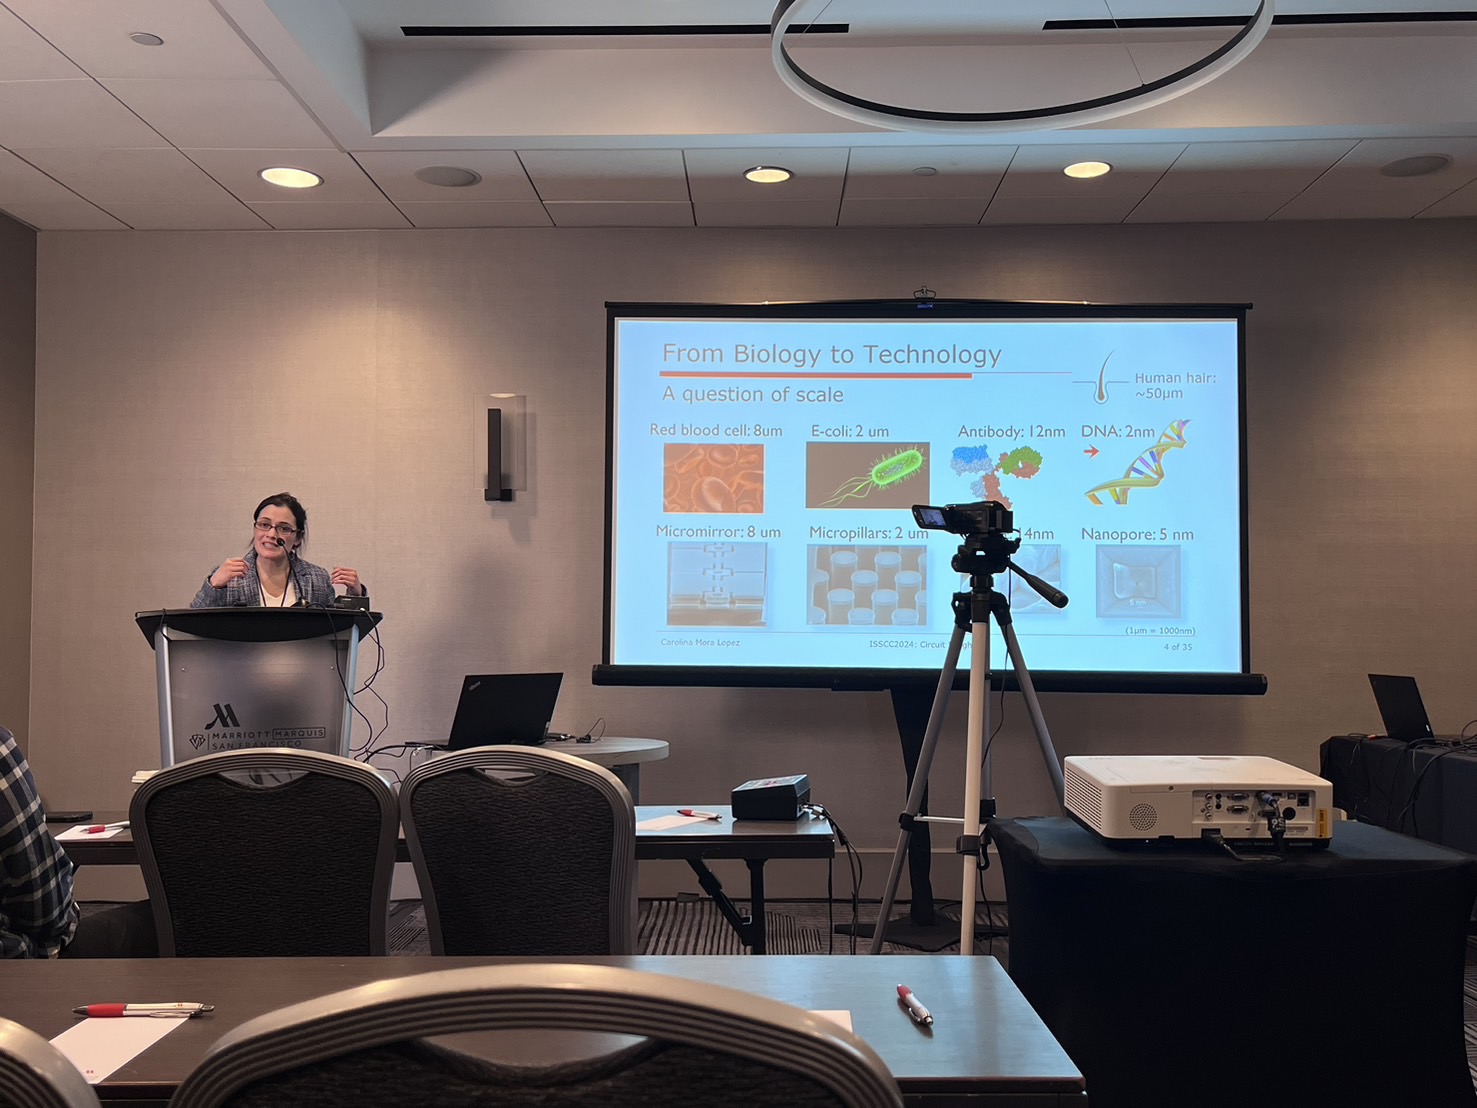 From Biology to Technology
A question of scale
Human hair:
~50µm
Red blood cell: 8um
E-coli: 2 um
Antibody: 12nm
DNA: 2nm
Micromirror: 8 um
Micropillars: 2 um
4nm
Nanopore: 5 nm
5 nm
(1µm = 1000nm)
Carolina Mora Lopez
ISSCC2024: Circuit
4 of 35
MARRIOTT MARQUIS
SAN FRANCISCO